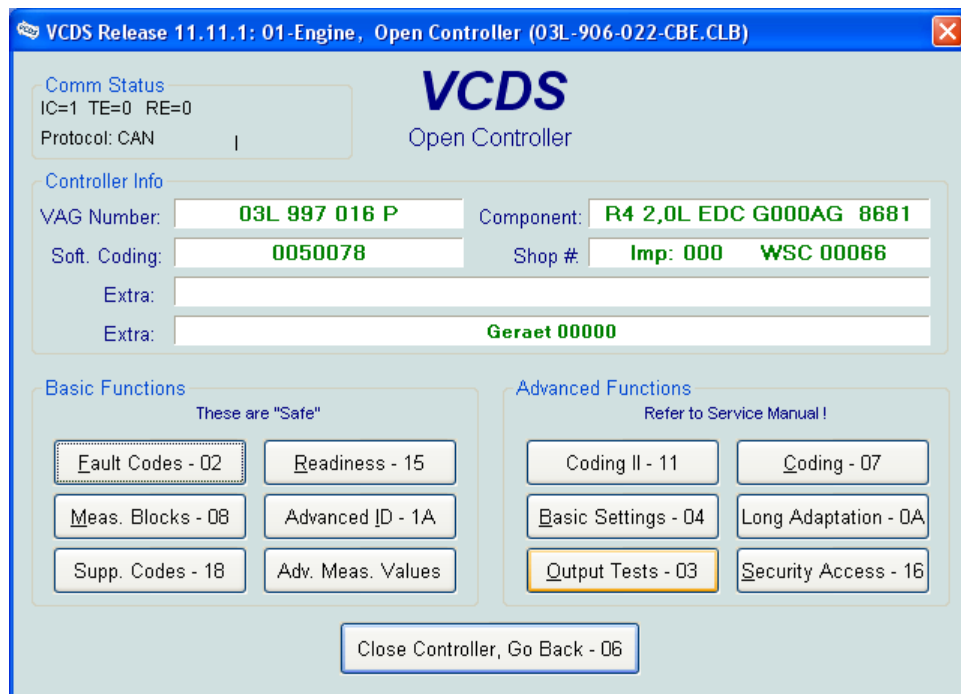 VCDS Release 11.11.1: 01-Engine, Open Controller (03L-906-022-CBE.CLB)
Comm Status
IC=1 TE=0 RE=0
Protocol: CAN
VCDS
Open Controller
Controller Info
VAG Number: 03L 997 016 P Component: R4 2,0L EDC G000AG 8681
Soft. Coding: 0050078 Shop #: Imp: 000 WSC 00066
Extra:
Extra: Geraet 00000
Basic Functions
These are "Safe"
Fault Codes - 02 Readiness - 15
Meas. Blocks - 08 Advanced ID - 1A
Supp. Codes - 18 Adv. Meas. Values
Advanced Functions
Refer to Service Manual !
Coding II - 11 Coding - 07
Basic Settings - 04 Long Adaptation - 0A
Output Tests - 03 Security Access - 16
Close Controller, Go Back - 06